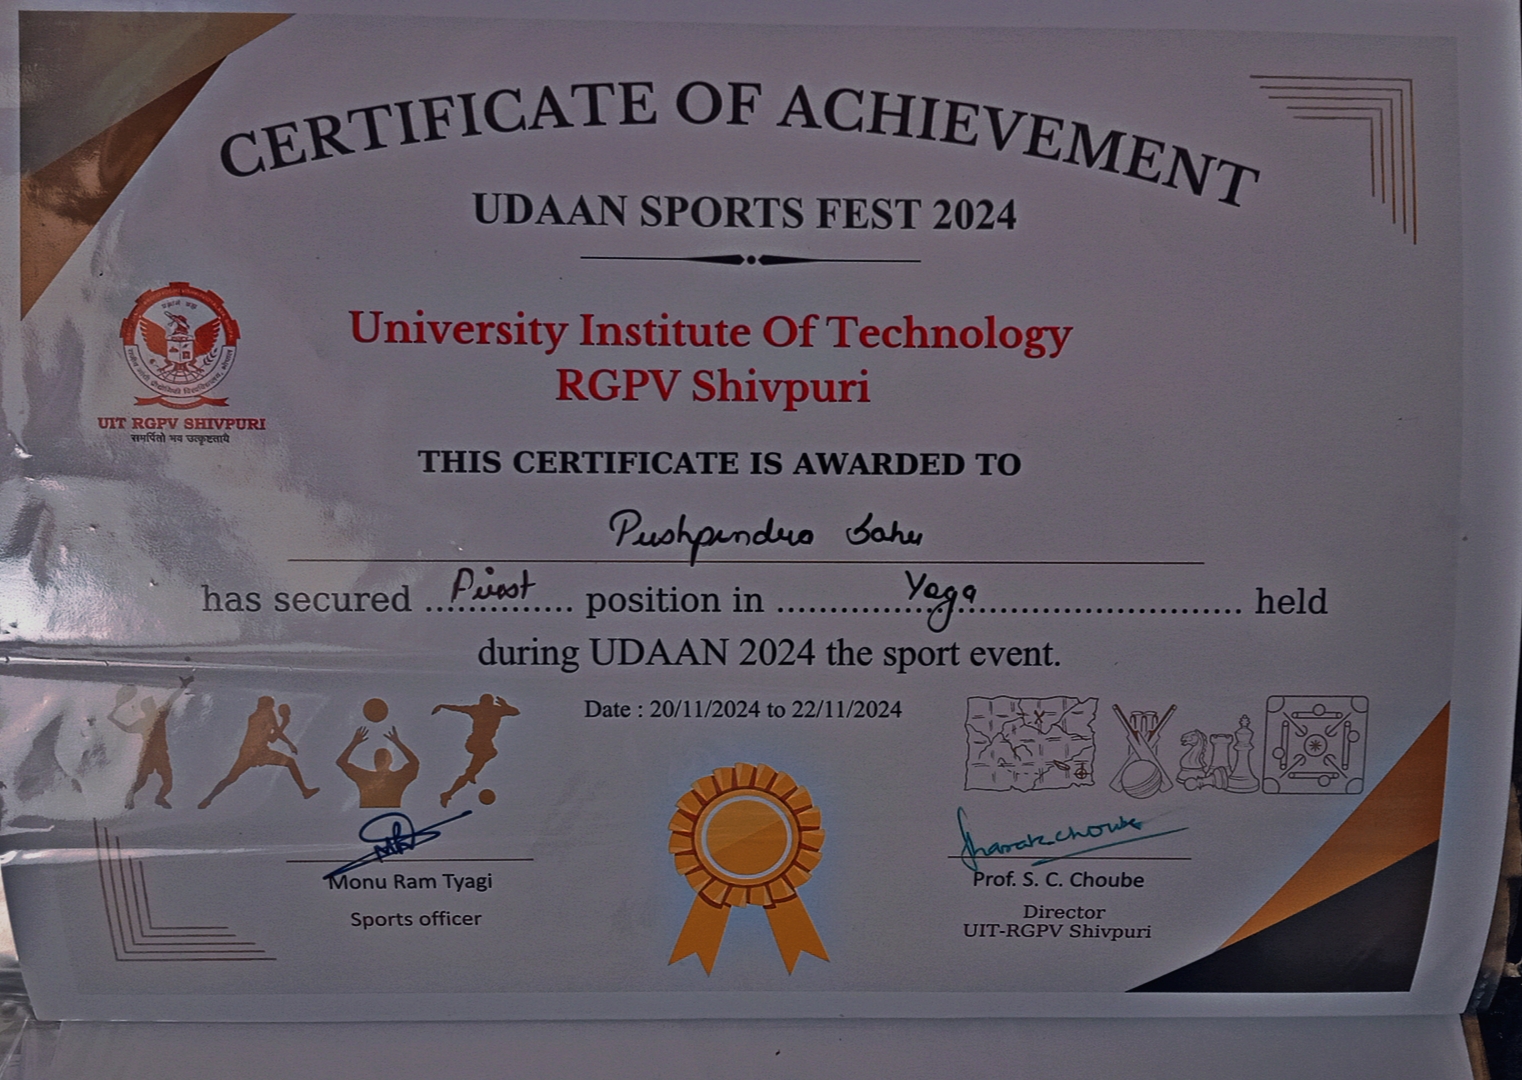 CERTIFICATE OF ACHIEVEMENT
UDAAN SPORTS FEST 2024
University Institute Of Technology
RGPV Shivpuri
UIT RGPV SHIVPURI
समर्पितो भव उत्कृष्टतायै
THIS CERTIFICATE IS AWARDED TO
Pushpendra Sahu
has secured First position in Yoga held
during UDAAN 2024 the sport event.
Date : 20/11/2024 to 22/11/2024
Monu Ram Tyagi
Sports officer
Prof. S. C. Choube
Director
UIT-RGPV Shivpuri